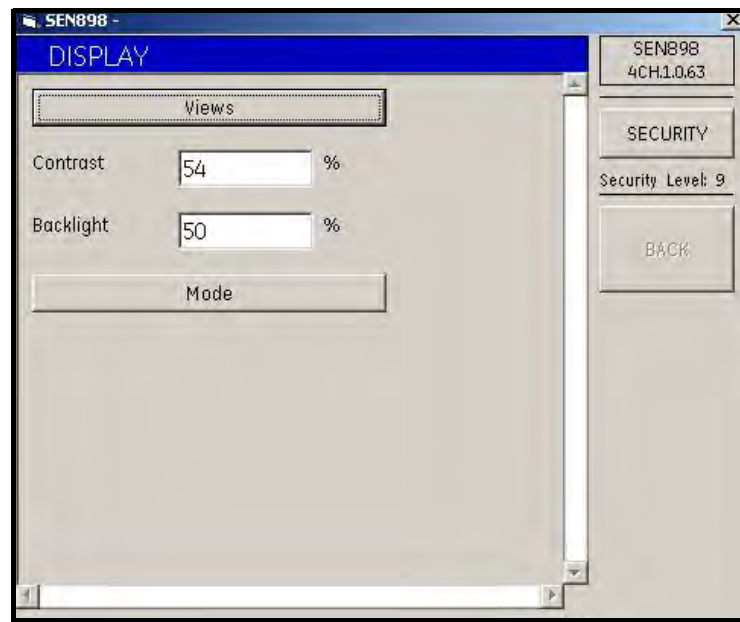 SEN898 -
DISPLAY
SEN898
4CH.1.0.63
Views
SECURITY
Contrast 54 %
Security Level: 9
Backlight 50 %
BACK
Mode